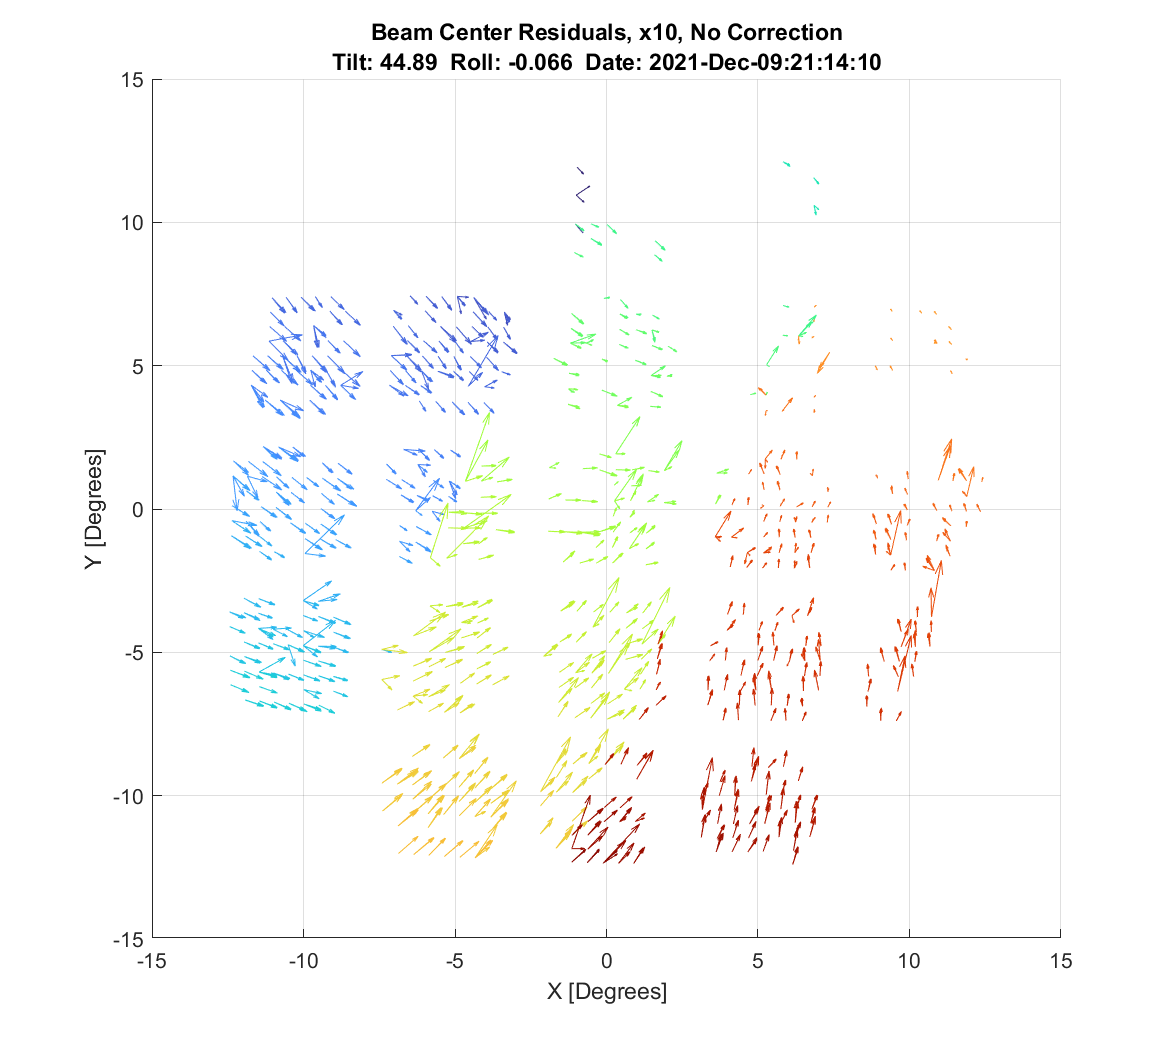 Beam Center Residuals, x10, No Correction
Tilt: 44.89 Roll: -0.066 Date: 2021-Dec-09:21:14:10
15
10
5
0
-5
-10
-15
Y [Degrees]
-15 -10 -5 0 5 10 15
X [Degrees]